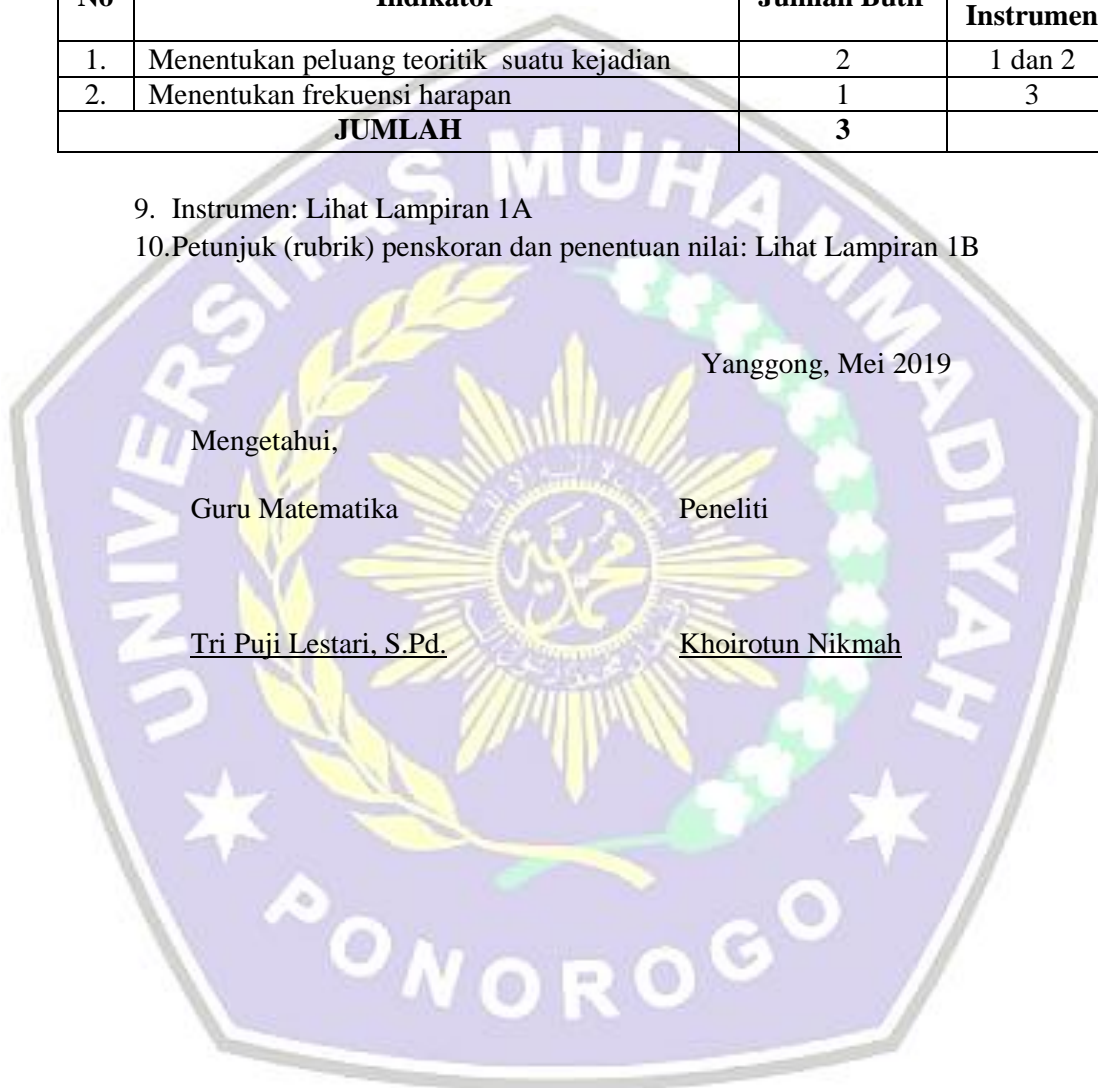 No Indikator Jumlah Butir
Instrumen
1. Menentukan peluang teoritik suatu kejadian 2 1 dan 2
2. Menentukan frekuensi harapan 1 3
JUMLAH 3
9. Instrumen: Lihat Lampiran 1A
10.Petunjuk (rubrik) penskoran dan penentuan nilai: Lihat Lampiran 1B
Yanggong, Mei 2019
Mengetahui,
Guru Matematika Peneliti
Tri Puji Lestari, S.Pd. Khoirotun Nikmah
UNIVERSITAS MUHAMMADIYAH
PONOROGO